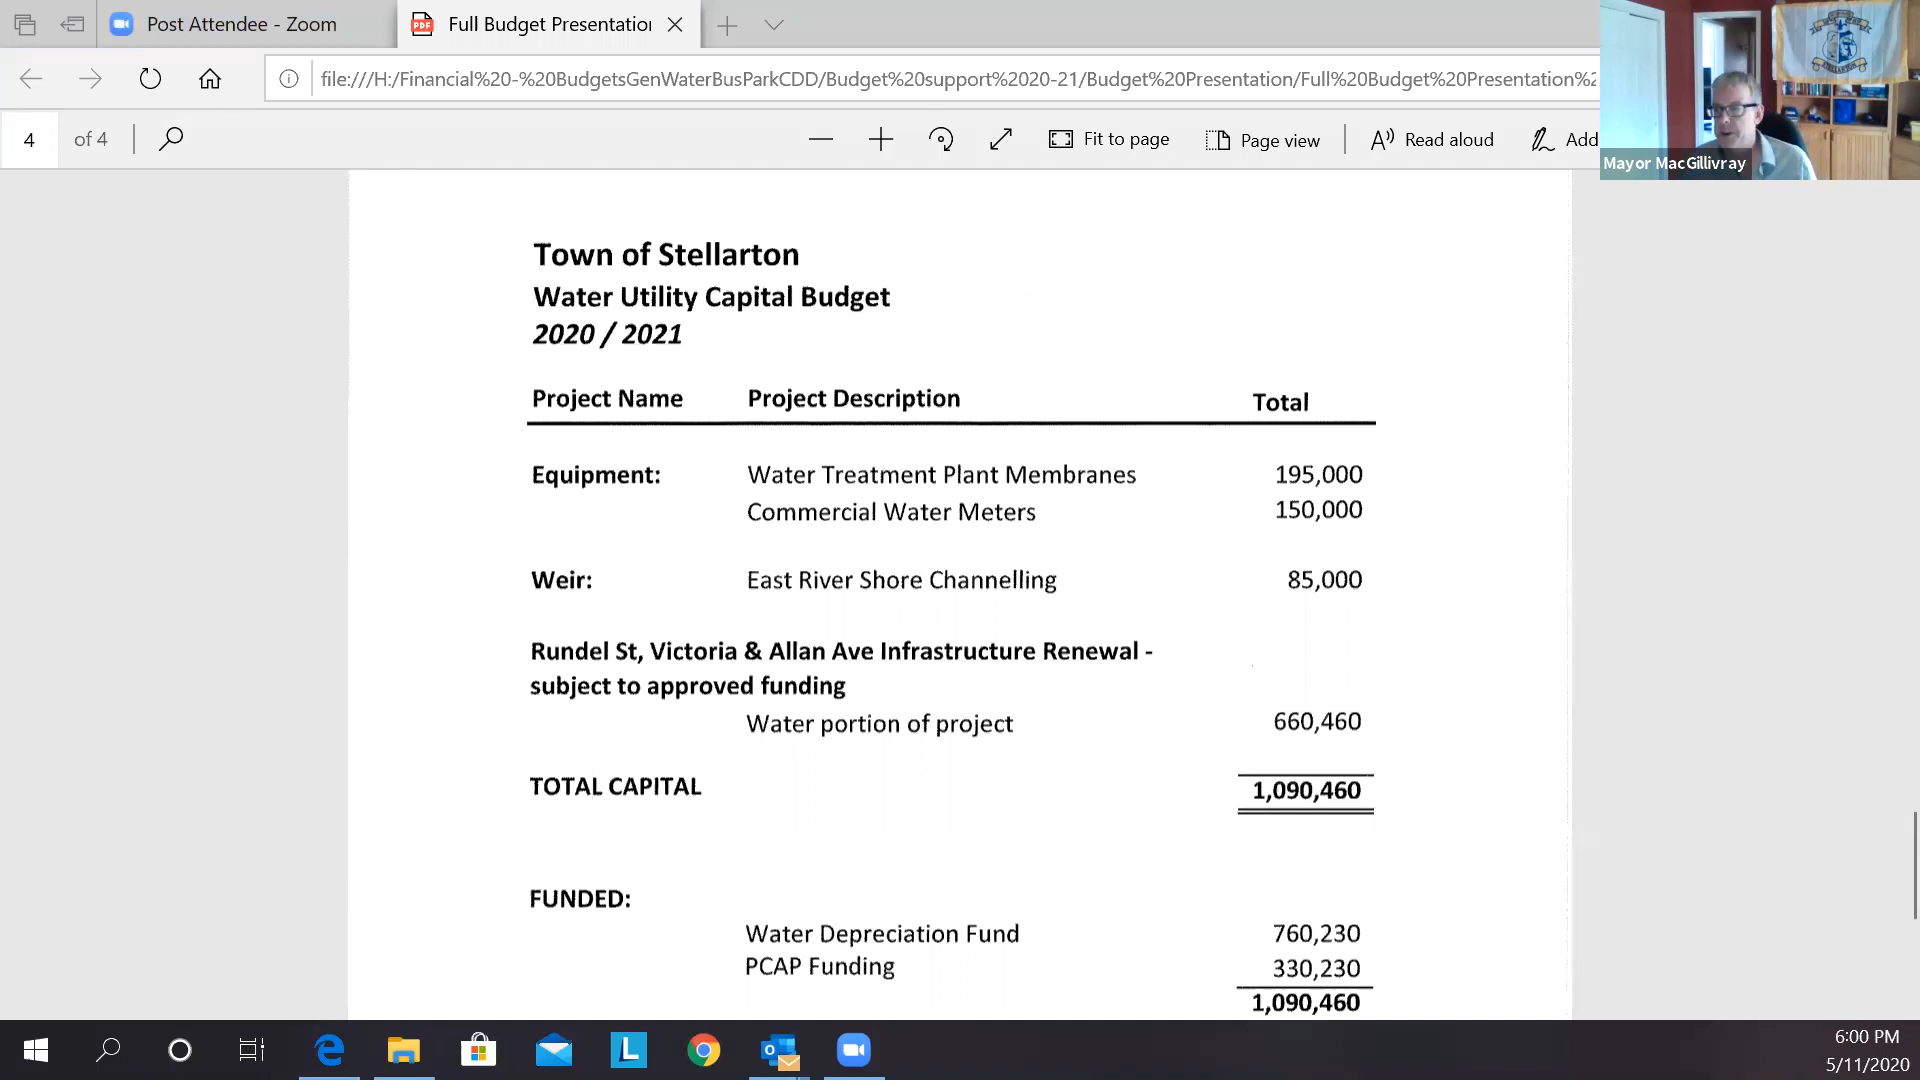 Post Attendee - Zoom
PDF
Full Budget Presentation
file:///H:/Financial%20-%20BudgetsGenWaterBusParkCDD/Budget%20support%2020-21/Budget%20Presentation/Full%20Budget%20Presentation%2
4 of 4
Fit to page
Page view
Read aloud
Add
STELLARTON
Mayor MacGillivray
Town of Stellarton
Water Utility Capital Budget
2020 / 2021
Project Name Project Description Total
Equipment: Water Treatment Plant Membranes 195,000
Commercial Water Meters 150,000
Weir: East River Shore Channelling 85,000
Rundel St, Victoria & Allan Ave Infrastructure Renewal -
subject to approved funding
Water portion of project 660,460
TOTAL CAPITAL 1,090,460
FUNDED:
Water Depreciation Fund 760,230
PCAP Funding 330,230
1,090,460
6:00 PM
5/11/2020